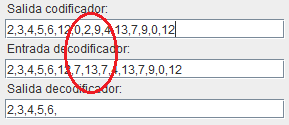 Salida codificador:
2,3,4,5,6,12,0,2,9,4,13,7,9,0,12
Entrada decodificador:
2,3,4,5,6,12,7,13,7,4,13,7,9,0,12
Salida decodificador:
2,3,4,5,6,